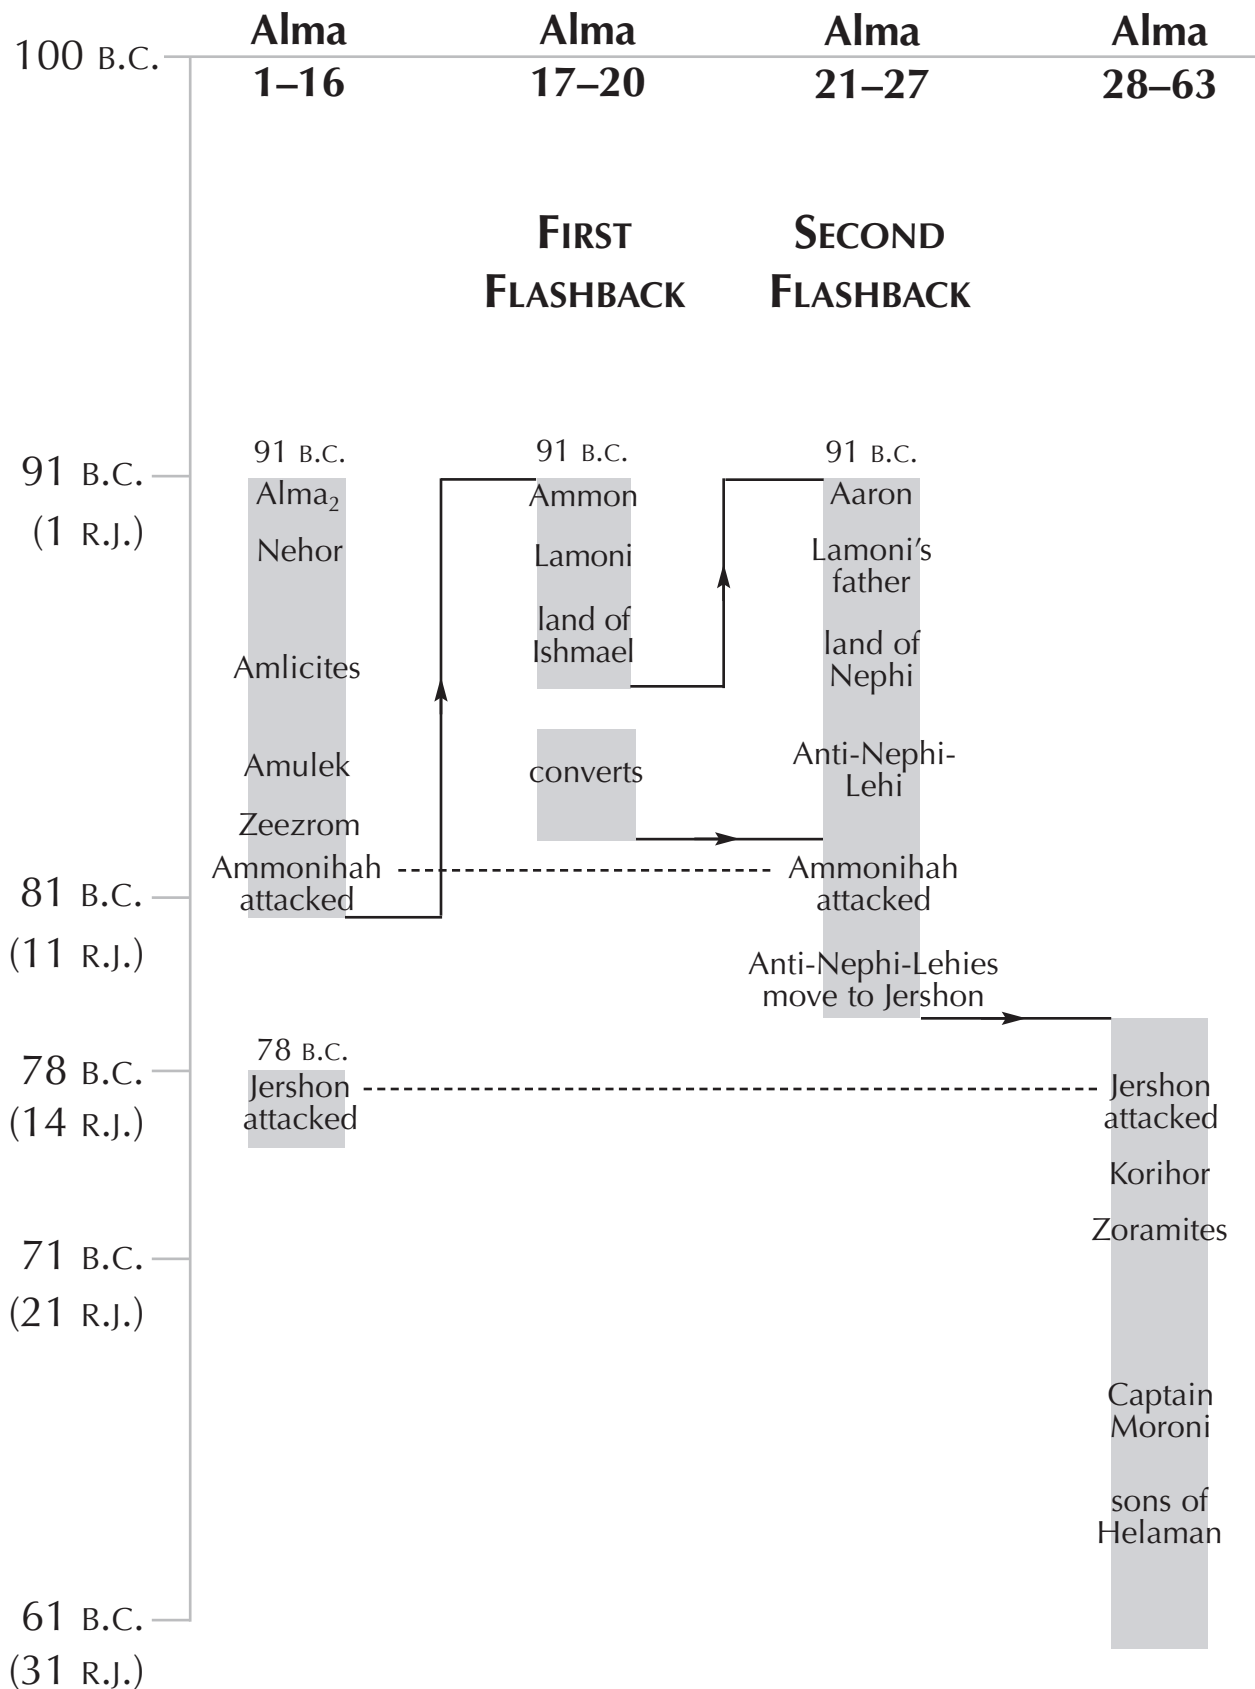 100 B.C.
Alma
1–16
Alma
17–20
Alma
21–27
Alma
28–63
FIRST
FLASHBACK
SECOND
FLASHBACK
91 B.C.
(1 R.J.)
81 B.C.
(11 R.J.)
78 B.C.
(14 R.J.)
71 B.C.
(21 R.J.)
61 B.C.
(31 R.J.)
91 B.C.
Alma₂
Nehor
Amlicites
Amulek
Zeezrom
Ammonihah
attacked
78 B.C.
Jershon
attacked
91 B.C.
Ammon
Lamoni
land of
Ishmael
converts
91 B.C.
Aaron
Lamoni's
father
land of
Nephi
Anti-Nephi-
Lehi
Ammonihah
attacked
Anti-Nephi-Lehies
move to Jershon
Jershon
attacked
Korihor
Zoramites
Captain
Moroni
sons of
Helaman